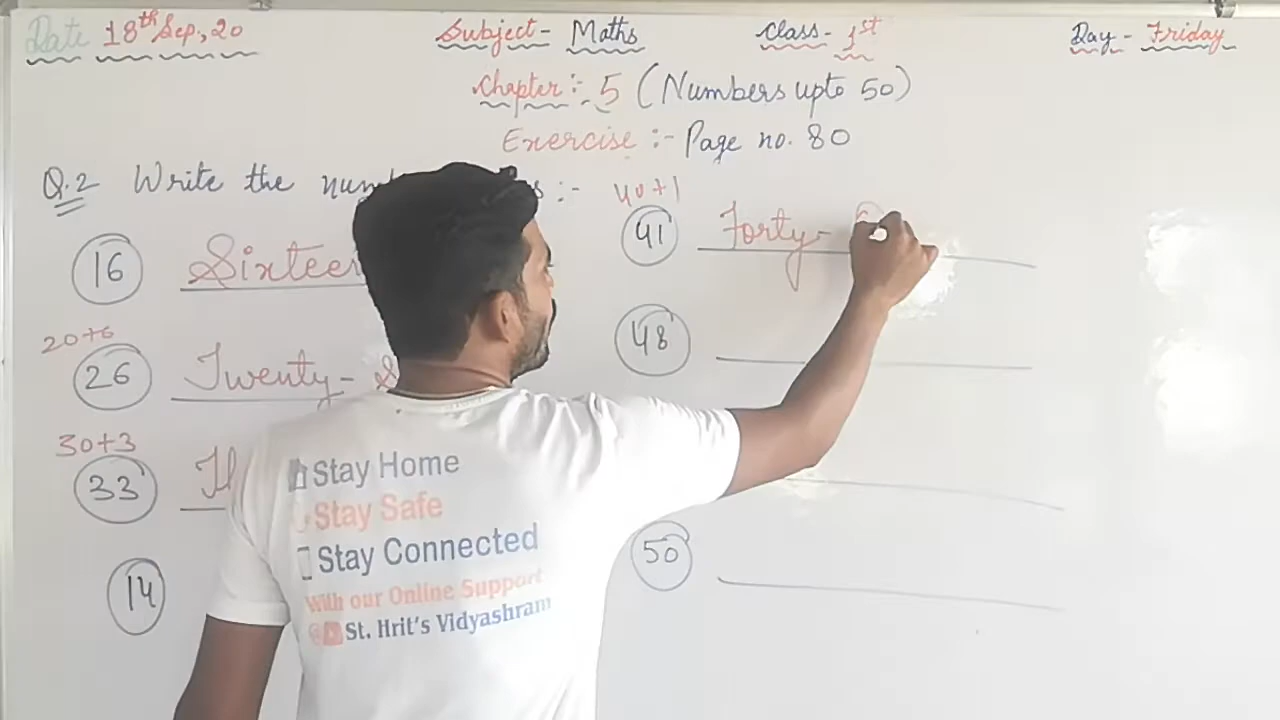 Date 18th Sep., 20 Subject- Maths Class- 1st Day- Friday
Chapter:- 5 (Numbers upto 50)
Exercise :- Page no. 80
Q.2 Write the :-
16 Sixteen
20+6
26 Twenty-
30+3
33
14
40+1
41 Forty-
48
50
Stay Home
Stay Safe
Stay Connected
With our Online Support
@ St. Hrit's Vidyashram